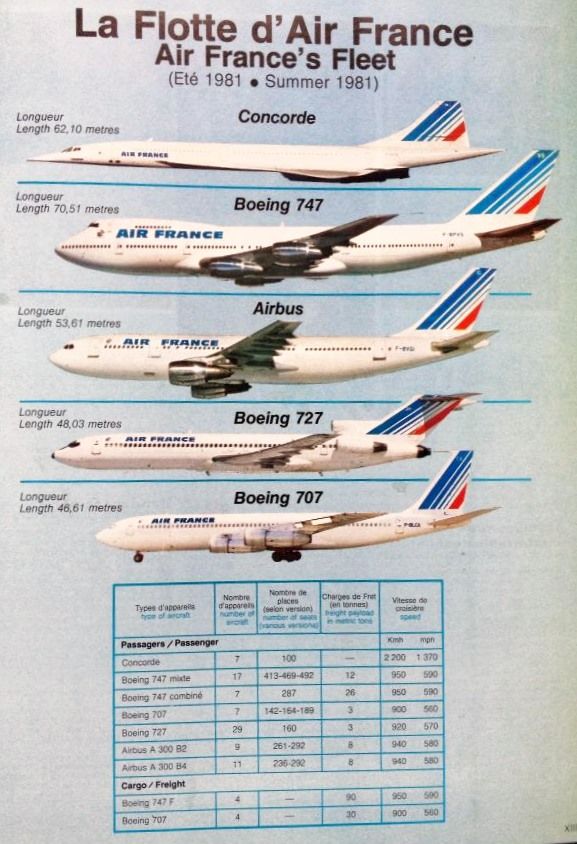 La Flotte d'Air France
Air France's Fleet
(Eté 1981 • Summer 1981)
Longueur
Length 62,10 metres
Concorde
AIR FRANCE
Longueur
Length 70,51 metres
Boeing 747
AIR FRANCE
Longueur
Length 53,61 metres
Airbus
AIR FRANCE
Longueur
Length 48,03 metres
Boeing 727
AIR FRANCE
Longueur
Length 46,61 metres
Boeing 707
AIR FRANCE
Types d'appareils
type of aircraft
Nombre
d'appareils
number of
aircraft
Nombre de
places
(selon version)
number of seats
(various versions)
Charges de Fret
(en tonnes)
freight payload
in metric tons
Vitesse de
croisière
speed
Passagers / Passenger Kmh mph
Concorde 7 100 — 2 200 1 370
Boeing 747 mixte 17 413-469-492 12 950 590
Boeing 747 combiné 7 287 26 950 590
Boeing 707 7 142-164-189 3 900 560
Boeing 727 29 160 3 920 570
Airbus A 300 B2 9 261-292 8 940 580
Airbus A 300 B4 11 236-292 8 940 580
Cargo / Freight
Boeing 747 F 4 — 90 950 590
Boeing 707 4 — 30 900 560